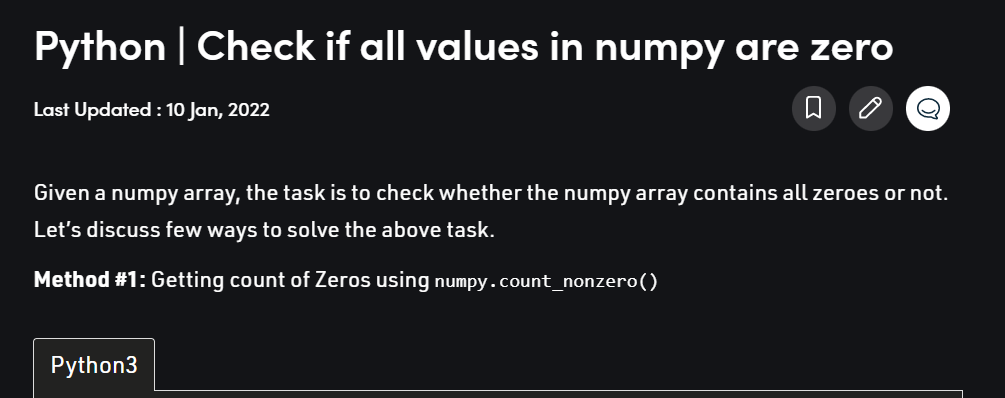 Python | Check if all values in numpy are zero
Last Updated : 10 Jan, 2022
Given a numpy array, the task is to check whether the numpy array contains all zeroes or not.
Let’s discuss few ways to solve the above task.
Method #1: Getting count of Zeros using numpy.count_nonzero()
Python3